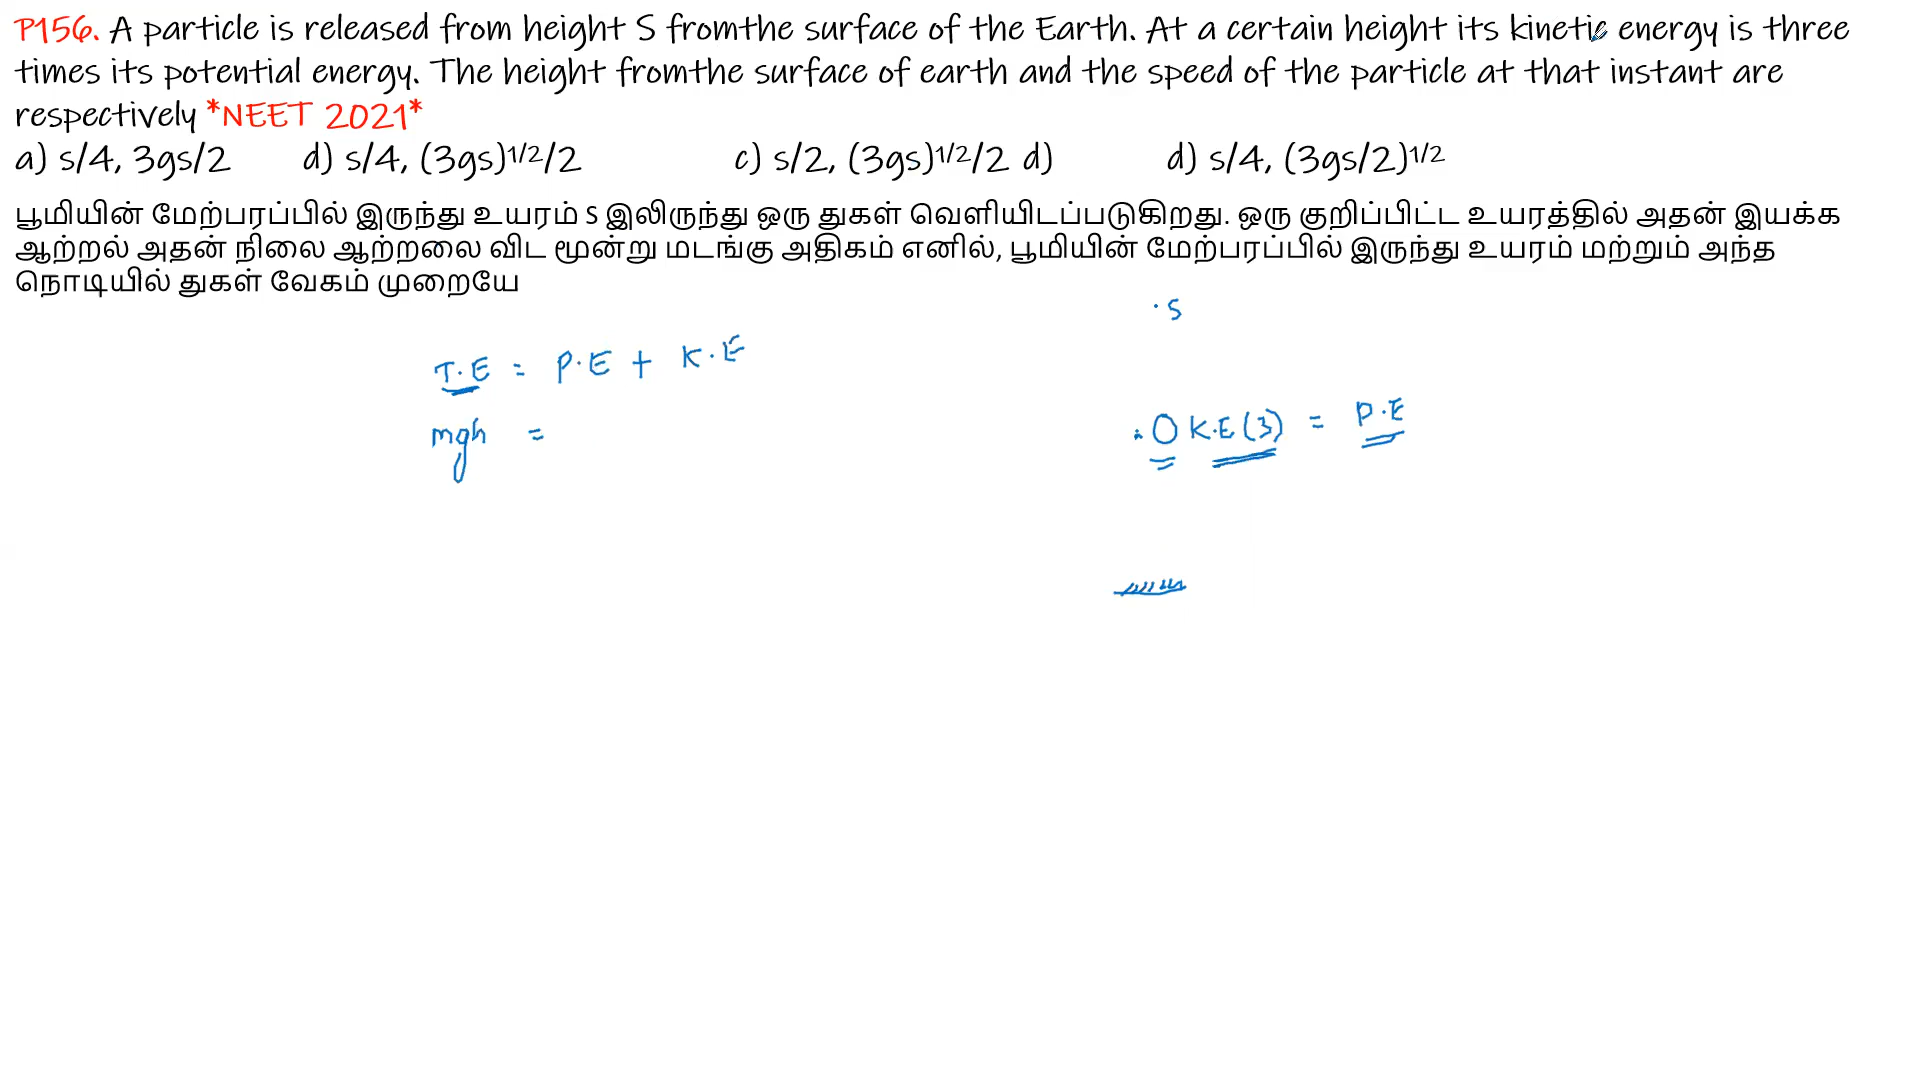 P156. A particle is released from height S fromthe surface of the Earth. At a certain height its kinetic energy is three
times its potential energy. The height fromthe surface of earth and the speed of the particle at that instant are
respectively *NEET 2021*
a) s/4, 3gs/2 d) s/4, (3gs)1/2/2 c) s/2, (3gs)1/2/2 d) d) s/4, (3gs/2)1/2
பூமியின் மேற்பரப்பில் இருந்து உயரம் S இலிருந்து ஒரு துகள் வெளியிடப்படுகிறது. ஒரு குறிப்பிட்ட உயரத்தில் அதன் இயக்க
ஆற்றல் அதன் நிலை ஆற்றலை விட மூன்று மடங்கு அதிகம் எனில், பூமியின் மேற்பரப்பில் இருந்து உயரம் மற்றும் அந்த
நொடியில் துகள் வேகம் முறையே
. S
T.E = P.E + K.E
mgh =
K.E (3) = P.E